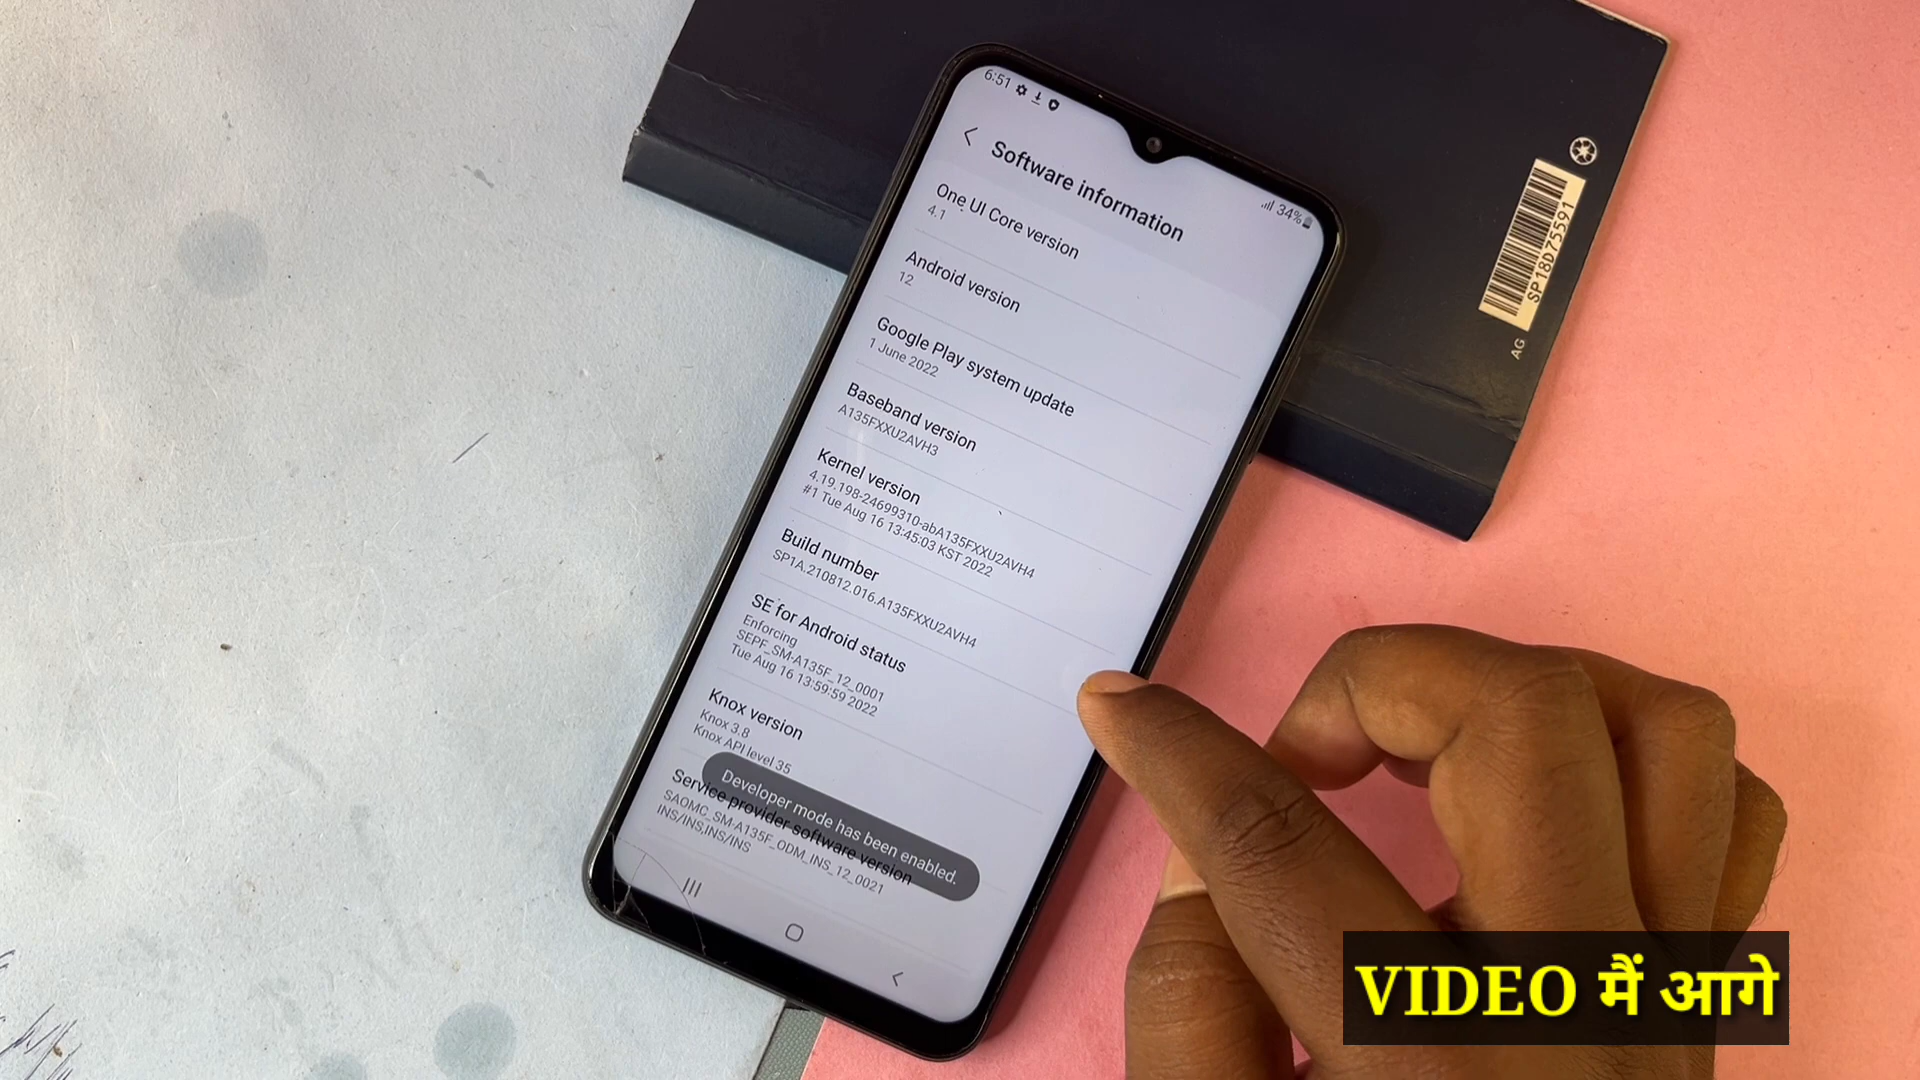 6:51
34%
Software information
One UI Core version
4.1
Android version
12
Google Play system update
1 June 2022
Baseband version
A135FXXU2AVH3
Kernel version
4.19.198-24699310-abA135FXXU2AVH4
#1 Tue Aug 16 13:45:03 KST 2022
Build number
SP1A.210812.016.A135FXXU2AVH4
SE for Android status
Enforcing
SEPF_SM-A135F_12_0001
Tue Aug 16 13:59:59 2022
Knox version
Knox 3.8
Knox API level 35
Service provider software version
SAOMC_SM-A135F_ODM_INS_12_0021
INS/INS,INS/INS
Developer mode has been enabled.
SP18D75591
AG
VIDEO मैं आगे